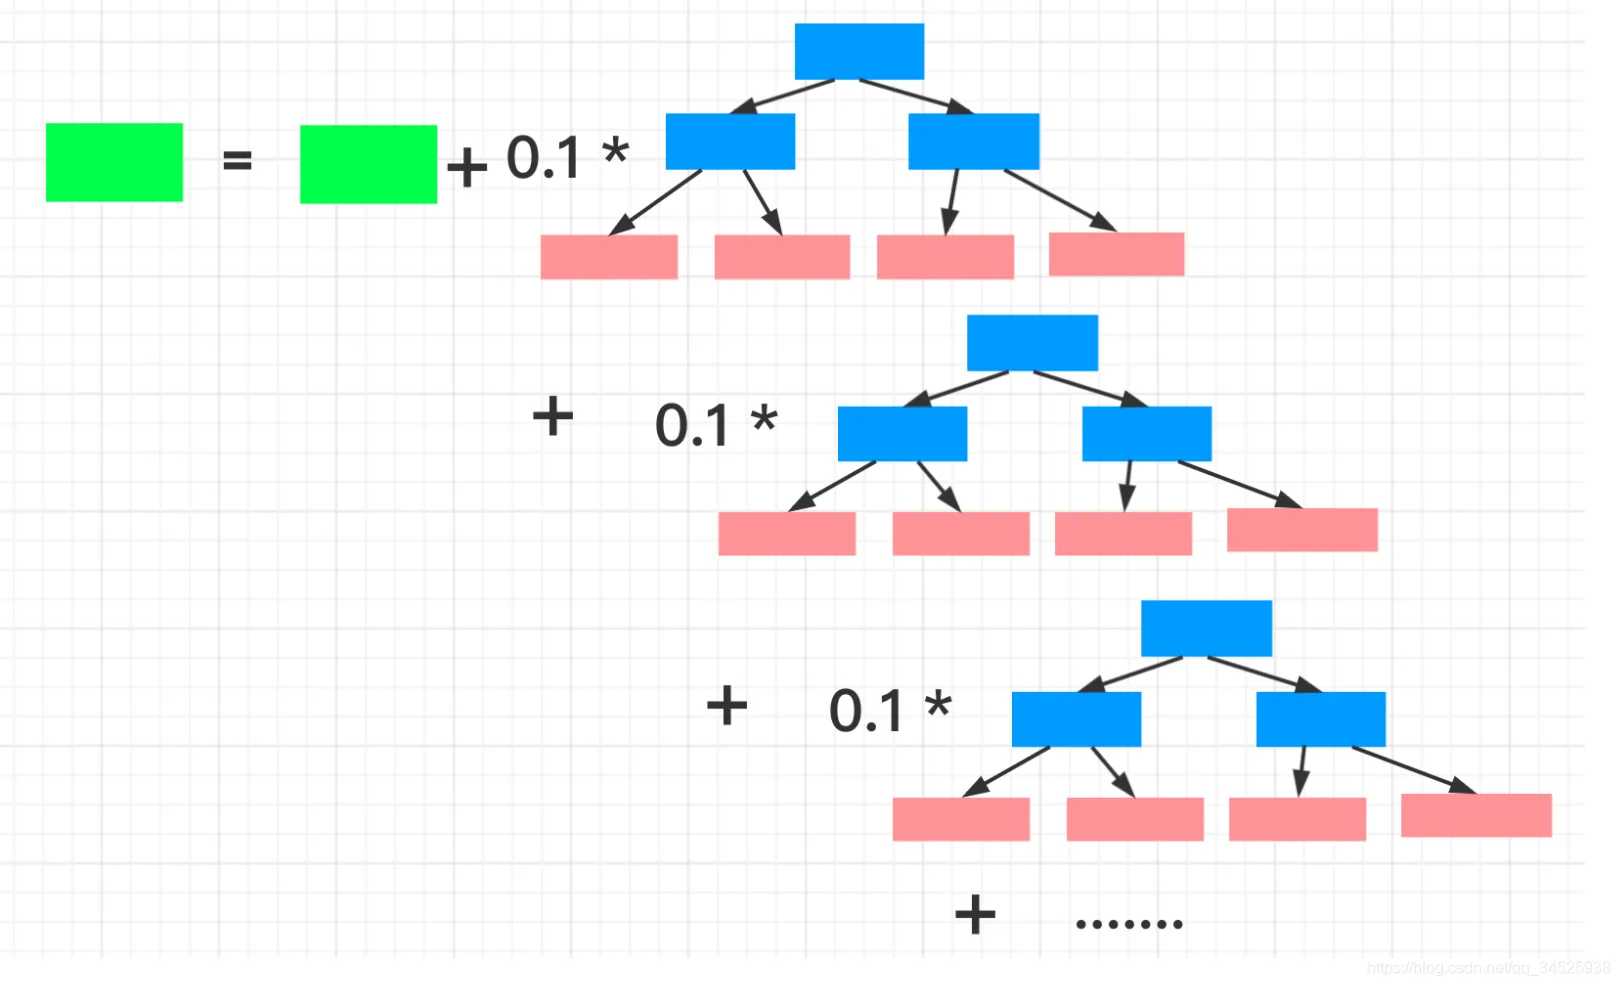 = + 0.1 *
+ 0.1 *
+ 0.1 *
+ .......
https://blog.csdn.net/qq_34525938